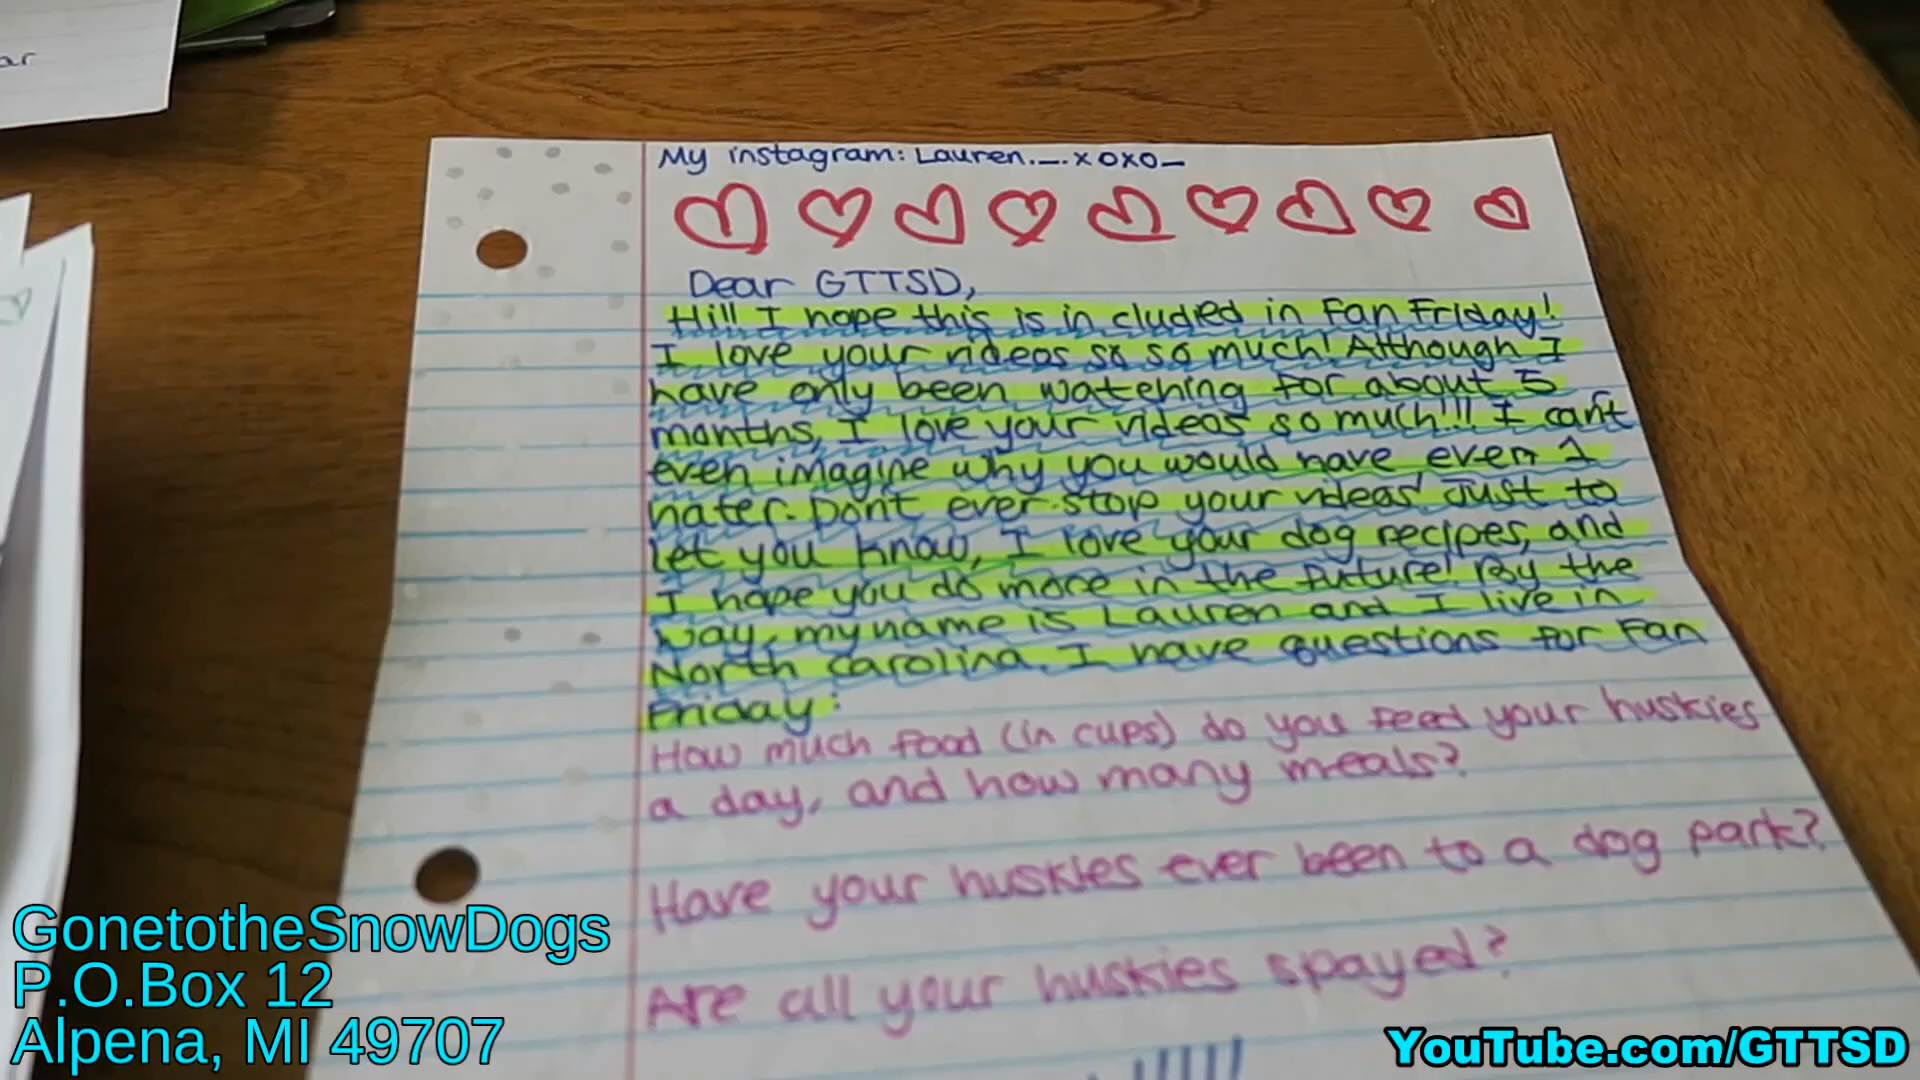 ar
My instagram: Lauren._.xoxo_
Dear GTTSD,
Hi!! I hope this is in cluded in Fan Friday!
I love your videos so so much! Although I
have only been watching for about 5
months, I love your videos so much!!! I can't
even imagine why you would have even 1
hater. Don't ever stop your videos! Just to
let you know, I love your dog recipes, and
I hope you do more in the future! By the
way, my name is Lauren and I live in
North Carolina. I have questions for Fan
Friday:
How much food (in cups) do you feed your huskies
a day, and how many meals?
Have your huskies ever been to a dog park?
Are all your huskies spayed?
GonetotheSnowDogs
P.O.Box 12
Alpena, MI 49707
YouTube.com/GTTSD